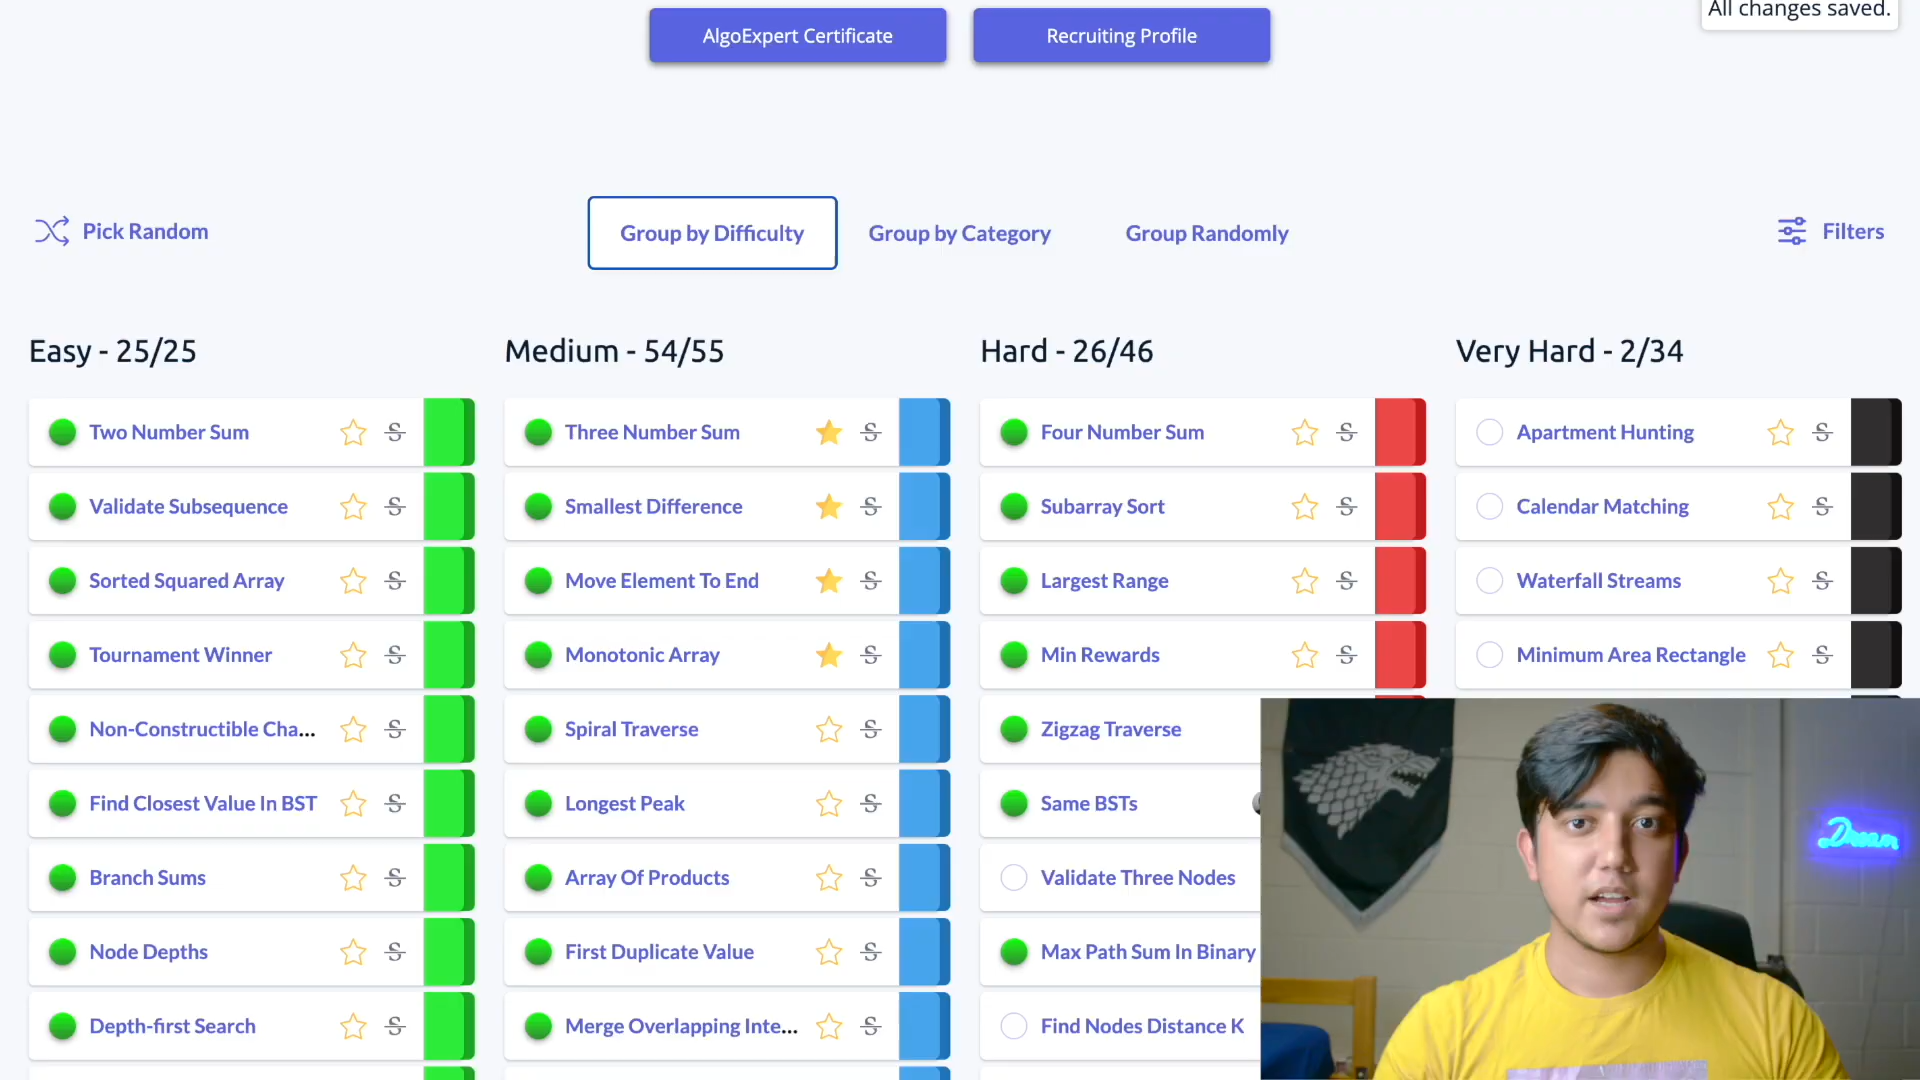 All changes saved.
AlgoExpert Certificate
Recruiting Profile
Pick Random
Group by Difficulty
Group by Category
Group Randomly
Filters
Easy - 25/25
Two Number Sum
Validate Subsequence
Sorted Squared Array
Tournament Winner
Non-Constructible Cha...
Find Closest Value In BST
Branch Sums
Node Depths
Depth-first Search
Medium - 54/55
Three Number Sum
Smallest Difference
Move Element To End
Monotonic Array
Spiral Traverse
Longest Peak
Array Of Products
First Duplicate Value
Merge Overlapping Inte...
Hard - 26/46
Four Number Sum
Subarray Sort
Largest Range
Min Rewards
Zigzag Traverse
Same BSTs
Validate Three Nodes
Max Path Sum In Binary
Find Nodes Distance K
Very Hard - 2/34
Apartment Hunting
Calendar Matching
Waterfall Streams
Minimum Area Rectangle
Dream